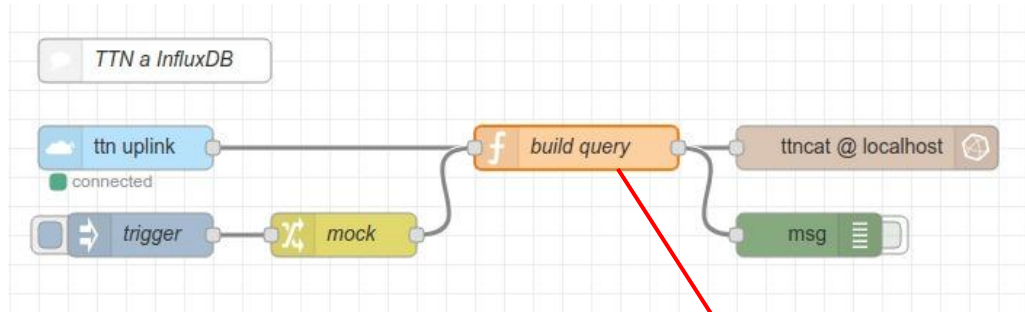 TTN a InfluxDB
ttn uplink
build query
ttncat @ localhost
connected
trigger
mock
msg